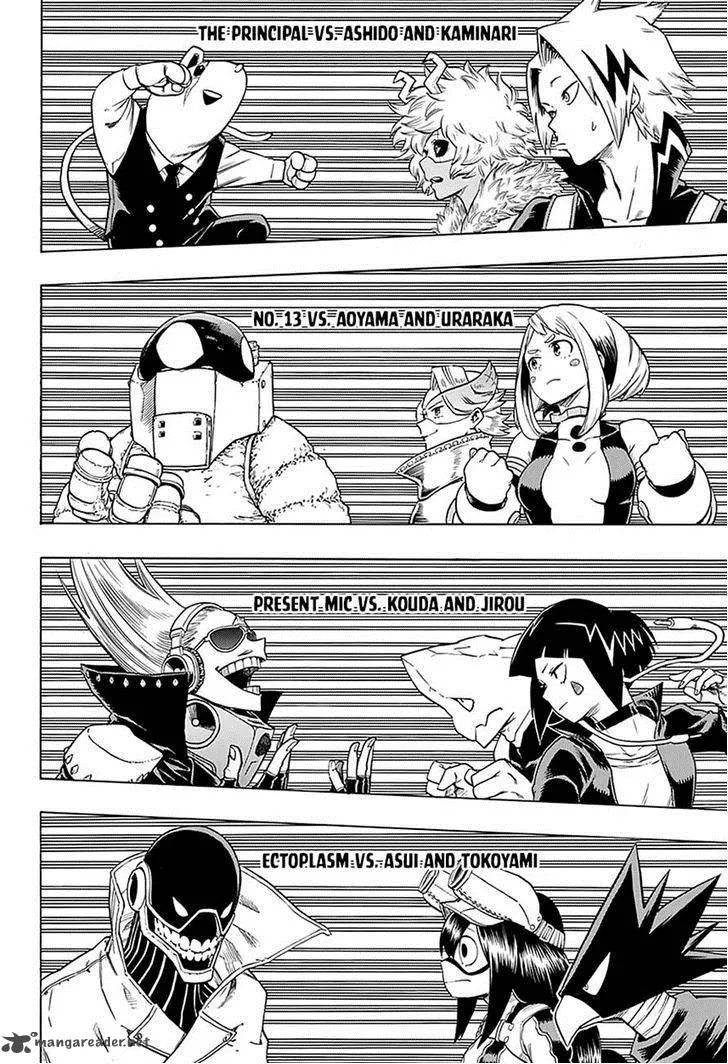 THE PRINCIPAL VS. ASHIDO AND KAMINARI
NO. 13 VS. AOYAMA AND URARAKA
PRESENT MIC VS. KOUDA AND JIROU
ECTOPLASM VS. ASUI AND TOKOYAMI
mangareader.net